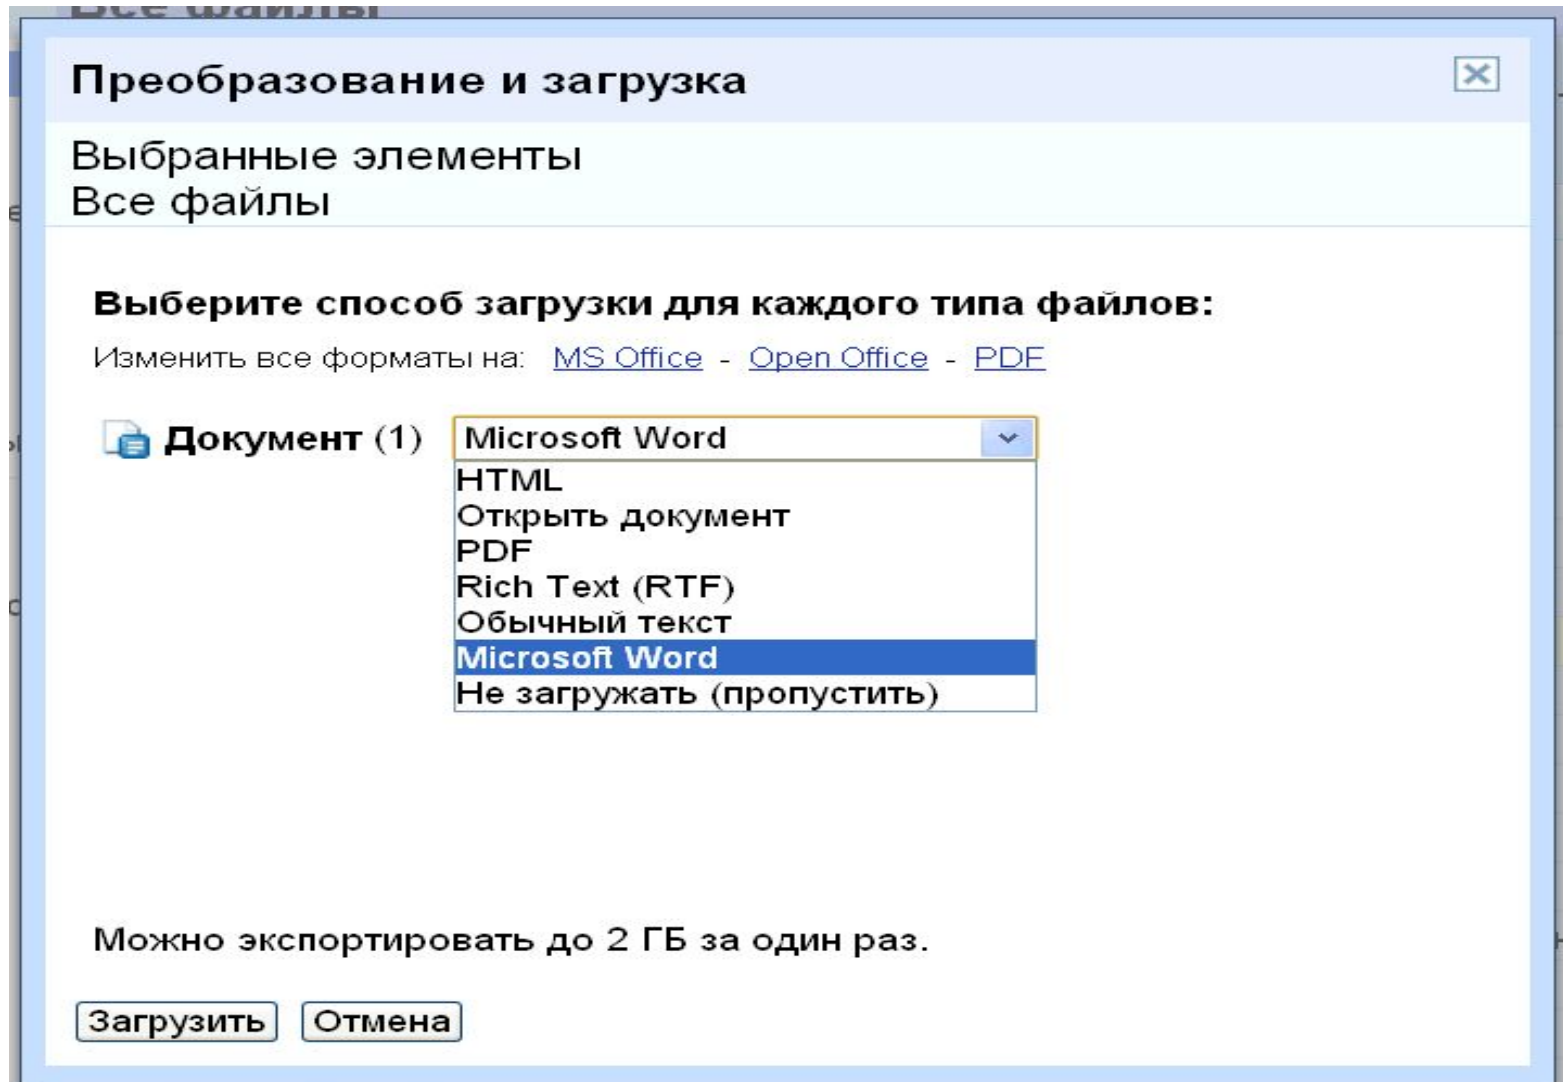 Все файлы
Преобразование и загрузка
Выбранные элементы
Все файлы
Выберите способ загрузки для каждого типа файлов:
Изменить все форматы на: MS Office - Open Office - PDF
Документ (1) Microsoft Word
HTML
Открыть документ
PDF
Rich Text (RTF)
Обычный текст
Microsoft Word
Не загружать (пропустить)
Можно экспортировать до 2 ГБ за один раз.
Загрузить Отмена